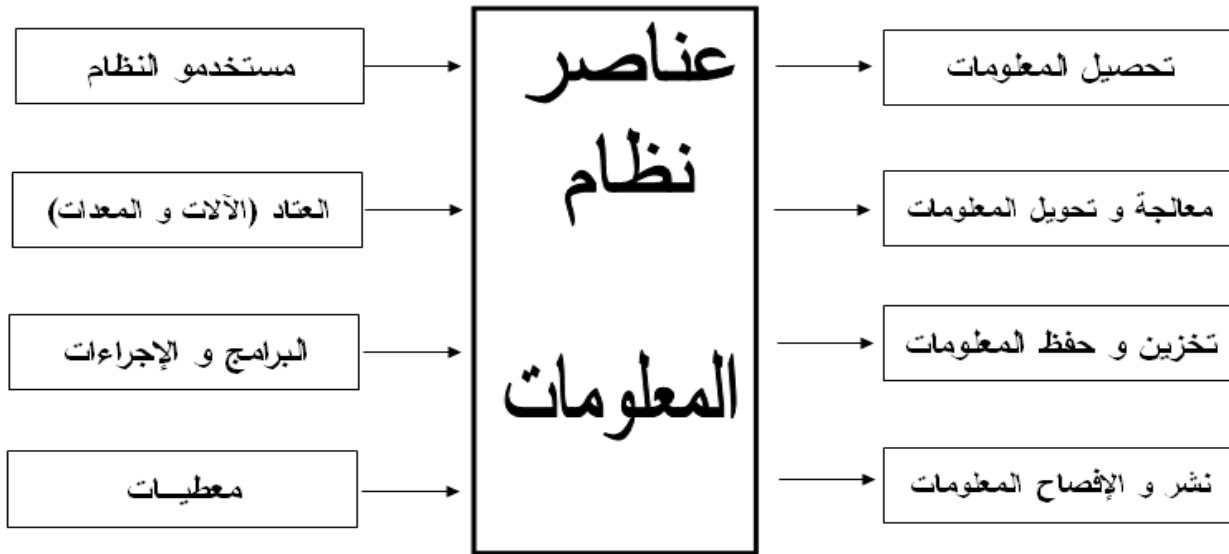 عناصر
نظام
المعلومات
مستخدمو النظام
العتاد (الآلات و المعدات)
البرامج و الإجراءات
معطيـــات
تحصيل المعلومات
معالجة و تحويل المعلومات
تخزين و حفظ المعلومات
نشر و الإفصاح المعلومات